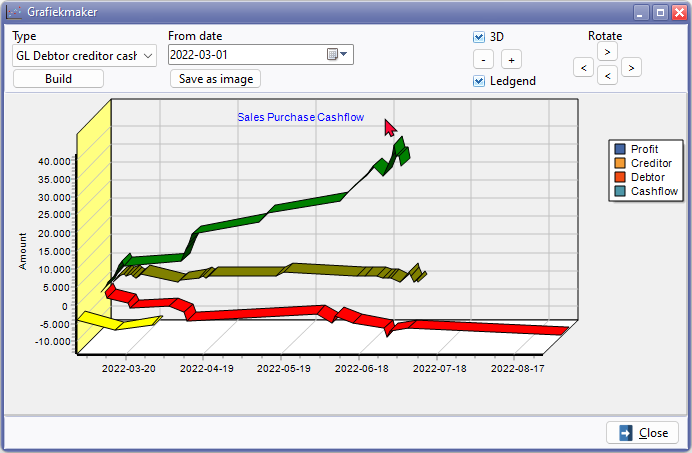 Grafiekmaker
Type
From date
3D
Rotate
GL Debtor creditor cash
2022-03-01
-
+
>
<
>
<
Build
Save as image
Ledgend
Sales Purchase Cashflow
Profit
Creditor
Debtor
Cashflow
Amount
40.000
35.000
30.000
25.000
20.000
15.000
10.000
5.000
0
-5.000
-10.000
2022-03-20
2022-04-19
2022-05-19
2022-06-18
2022-07-18
2022-08-17
Close